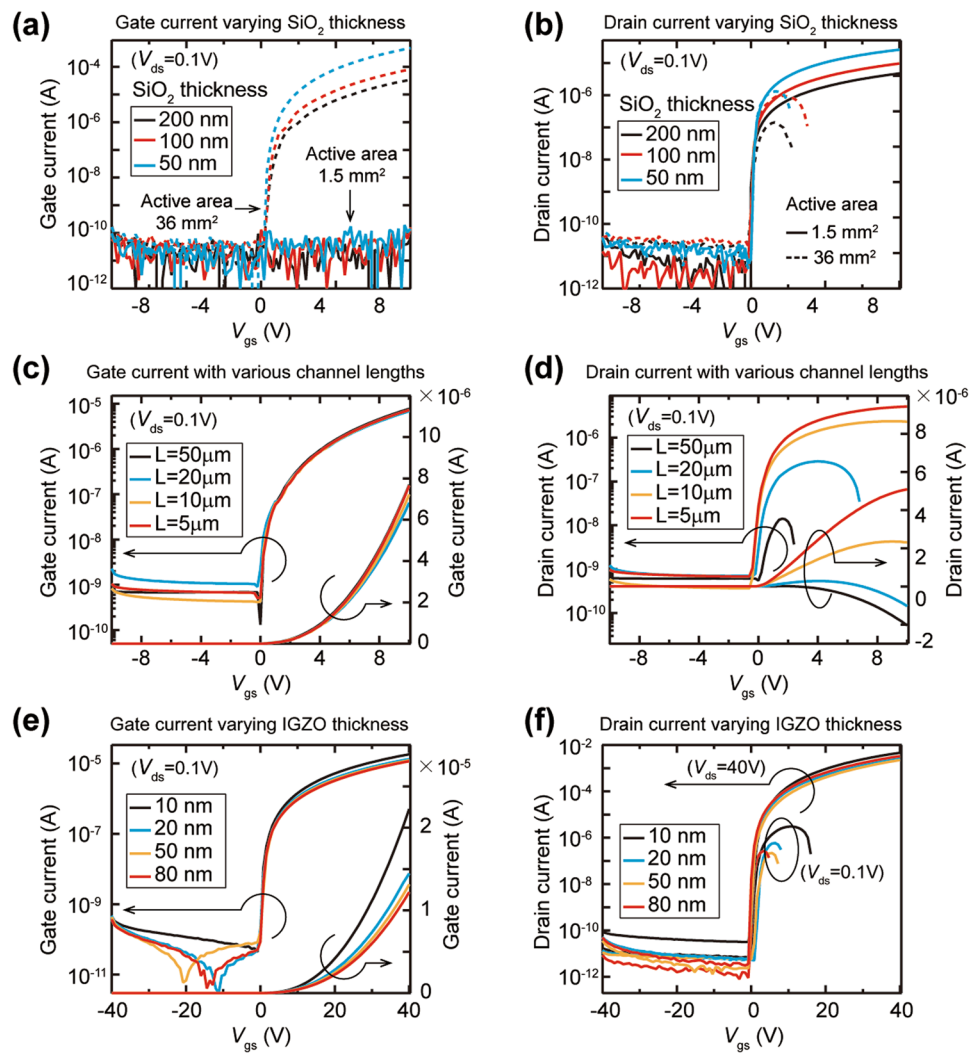 (a) Gate current varying SiO2 thickness
Gate current (A)
10-4
10-6
10-8
10-10
10-12
(Vds=0.1V)
SiO2 thickness
200 nm
100 nm
50 nm
Active area
1.5 mm2
Active area
36 mm2
-8 -4 0 4 8
Vgs (V)
(b) Drain current varying SiO2 thickness
Drain current (A)
10-4
10-6
10-8
10-10
10-12
(Vds=0.1V)
SiO2 thickness
200 nm
100 nm
50 nm
Active area
1.5 mm2
36 mm2
-8 -4 0 4 8
Vgs (V)
(c) Gate current with various channel lengths
Gate current (A)
10-5
10-6
10-7
10-8
10-9
10-10
(Vds=0.1V)
L=50μm
L=20μm
L=10μm
L=5μm
× 10-6
10
8
6
4
2
0
Gate current (A)
-8 -4 0 4 8
Vgs (V)
(d) Drain current with various channel lengths
Drain current (A)
10-5
10-6
10-7
10-8
10-9
10-10
(Vds=0.1V)
L=50μm
L=20μm
L=10μm
L=5μm
× 10-6
8
6
4
2
0
-2
Drain current (A)
-8 -4 0 4 8
Vgs (V)
(e) Gate current varying IGZO thickness
Gate current (A)
10-5
10-7
10-9
10-11
(Vds=0.1V)
10 nm
20 nm
50 nm
80 nm
× 10-5
2
1
0
Gate current (A)
-40 -20 0 20 40
Vgs (V)
(f) Drain current varying IGZO thickness
Drain current (A)
10-2
10-4
10-6
10-8
10-10
10-12
(Vds=40V)
10 nm
20 nm
50 nm
80 nm
(Vds=0.1V)
-40 -20 0 20 40
Vgs (V)